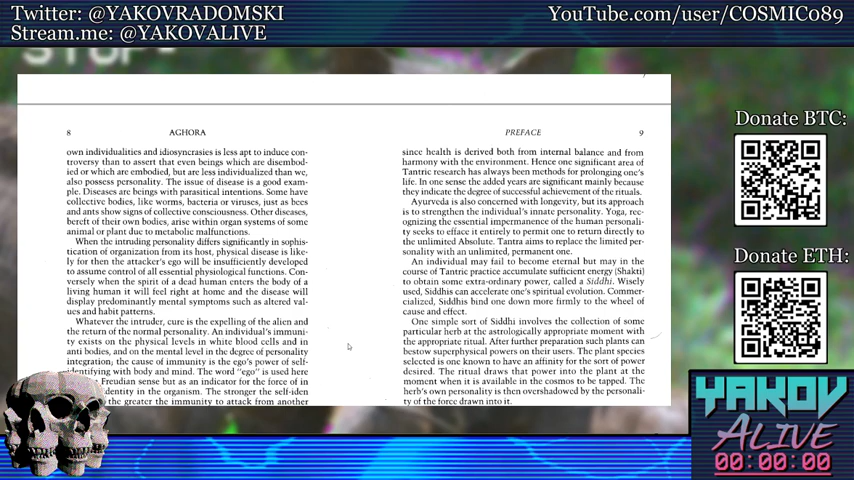 Twitter: @YAKOVRADOMSKI
Stream.me: @YAKOVALIVE
YouTube.com/user/COSMIC089
STOP
8 AGHORA
own individualities and idiosyncrasies is less apt to induce con-
troversy than to assert that even beings which are disembod-
ied or which are embodied, but are less individualized than we,
also possess personality. The issue of disease is a good exam-
ple. Diseases are beings with parasitical intentions. Some have
collective bodies, like worms, bacteria or viruses, just as bees
and ants show signs of collective consciousness. Other diseases,
bereft of their own bodies, arise within organ systems of some
animal or plant due to metabolic malfunctions.
When the intruding personality differs significantly in sophis-
tication of organization from its host, physical disease is like-
ly for then the attacker's ego will be insufficiently developed
to assume control of all essential physiological functions. Con-
versely when the spirit of a dead human enters the body of a
living human it will feel right at home and the disease will
display predominantly mental symptoms such as altered val-
ues and habit patterns.
Whatever the intruder, cure is the expelling of the alien and
the return of the normal personality. An individual's immuni-
ty exists on the physical levels in white blood cells and in
anti bodies, and on the mental level in the degree of personality
integration; the cause of immunity is the ego's power of self-
identifying with body and mind. The word "ego" is used here
Freudian sense but as an indicator for the force of in
identity in the organism. The stronger the self-iden
the greater the immunity to attack from another
PREFACE 9
since health is derived both from internal balance and from
harmony with the environment. Hence one significant area of
Tantric research has always been methods for prolonging one's
life. In one sense the added years are significant mainly because
they indicate the degree of successful achievement of the rituals.
Ayurveda is also concerned with longevity, but its approach
is to strengthen the individual's innate personality. Yoga, rec-
ognizing the essential impermanence of the human personali-
ty seeks to efface it entirely to permit one to return directly to
the unlimited Absolute. Tantra aims to replace the limited per-
sonality with an unlimited, permanent one.
An individual may fail to become eternal but may in the
course of Tantric practice accumulate sufficient energy (Shakti)
to obtain some extra-ordinary power, called a Siddhi. Wisely
used, Siddhis can accelerate one's spiritual evolution. Commer-
cialized, Siddhis bind one down more firmly to the wheel of
cause and effect.
One simple sort of Siddhi involves the collection of some
particular herb at the astrologically appropriate moment with
the appropriate ritual. After further preparation such plants can
bestow superphysical powers on their users. The plant species
selected is one known to have an affinity for the sort of power
desired. The ritual draws that power into the plant at the
moment when it is available in the cosmos to be tapped. The
herb's own personality is then overshadowed by the personali-
ty of the force drawn into it.
Donate BTC:
Donate ETH:
YAKOV
ALIVE
00:00:00